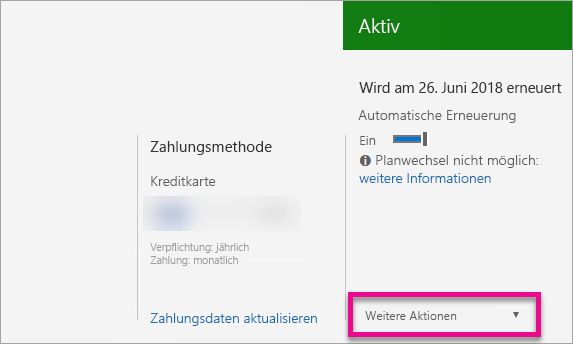 Aktiv
Wird am 26. Juni 2018 erneuert
Automatische Erneuerung
Ein
Planwechsel nicht möglich:
weitere Informationen
Zahlungsmethode
Kreditkarte
Verpflichtung: jährlich
Zahlung: monatlich
Zahlungsdaten aktualisieren
Weitere Aktionen